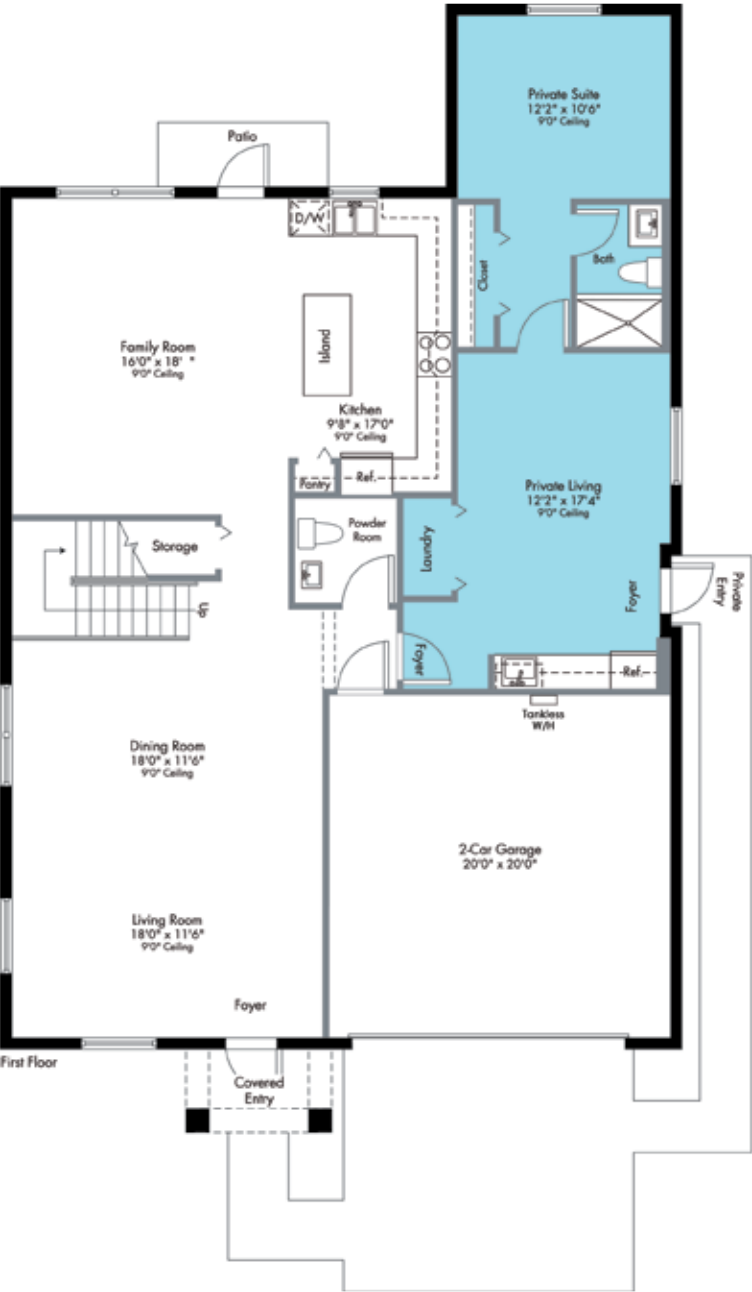 Private Suite
12'2" x 10'6"
9'0" Ceiling
Patio
D/W
Bath
Closet
Island
Family Room
16'0" x 18' "
9'0" Ceiling
Kitchen
9'8" x 17'0"
9'0" Ceiling
Pantry
Ref.
Private Living
12'2" x 17'4"
9'0" Ceiling
Powder
Room
Laundry
Storage
Up
Foyer
Private
Entry
Foyer
Ref.
Tankless
W/H
Dining Room
18'0" x 11'6"
9'0" Ceiling
2-Car Garage
20'0" x 20'0"
Living Room
18'0" x 11'6"
9'0" Ceiling
Foyer
First Floor
Covered
Entry